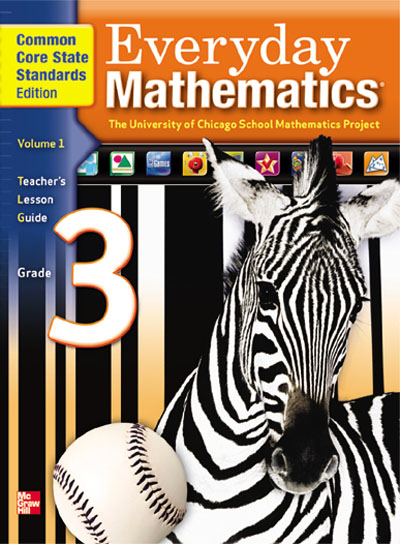 Common
Core State
Standards
Edition
Everyday
Mathematics®
The University of Chicago School Mathematics Project
Volume 1
Games
Teacher's
Lesson
Guide
Grade
3
Mc
Graw
Hill